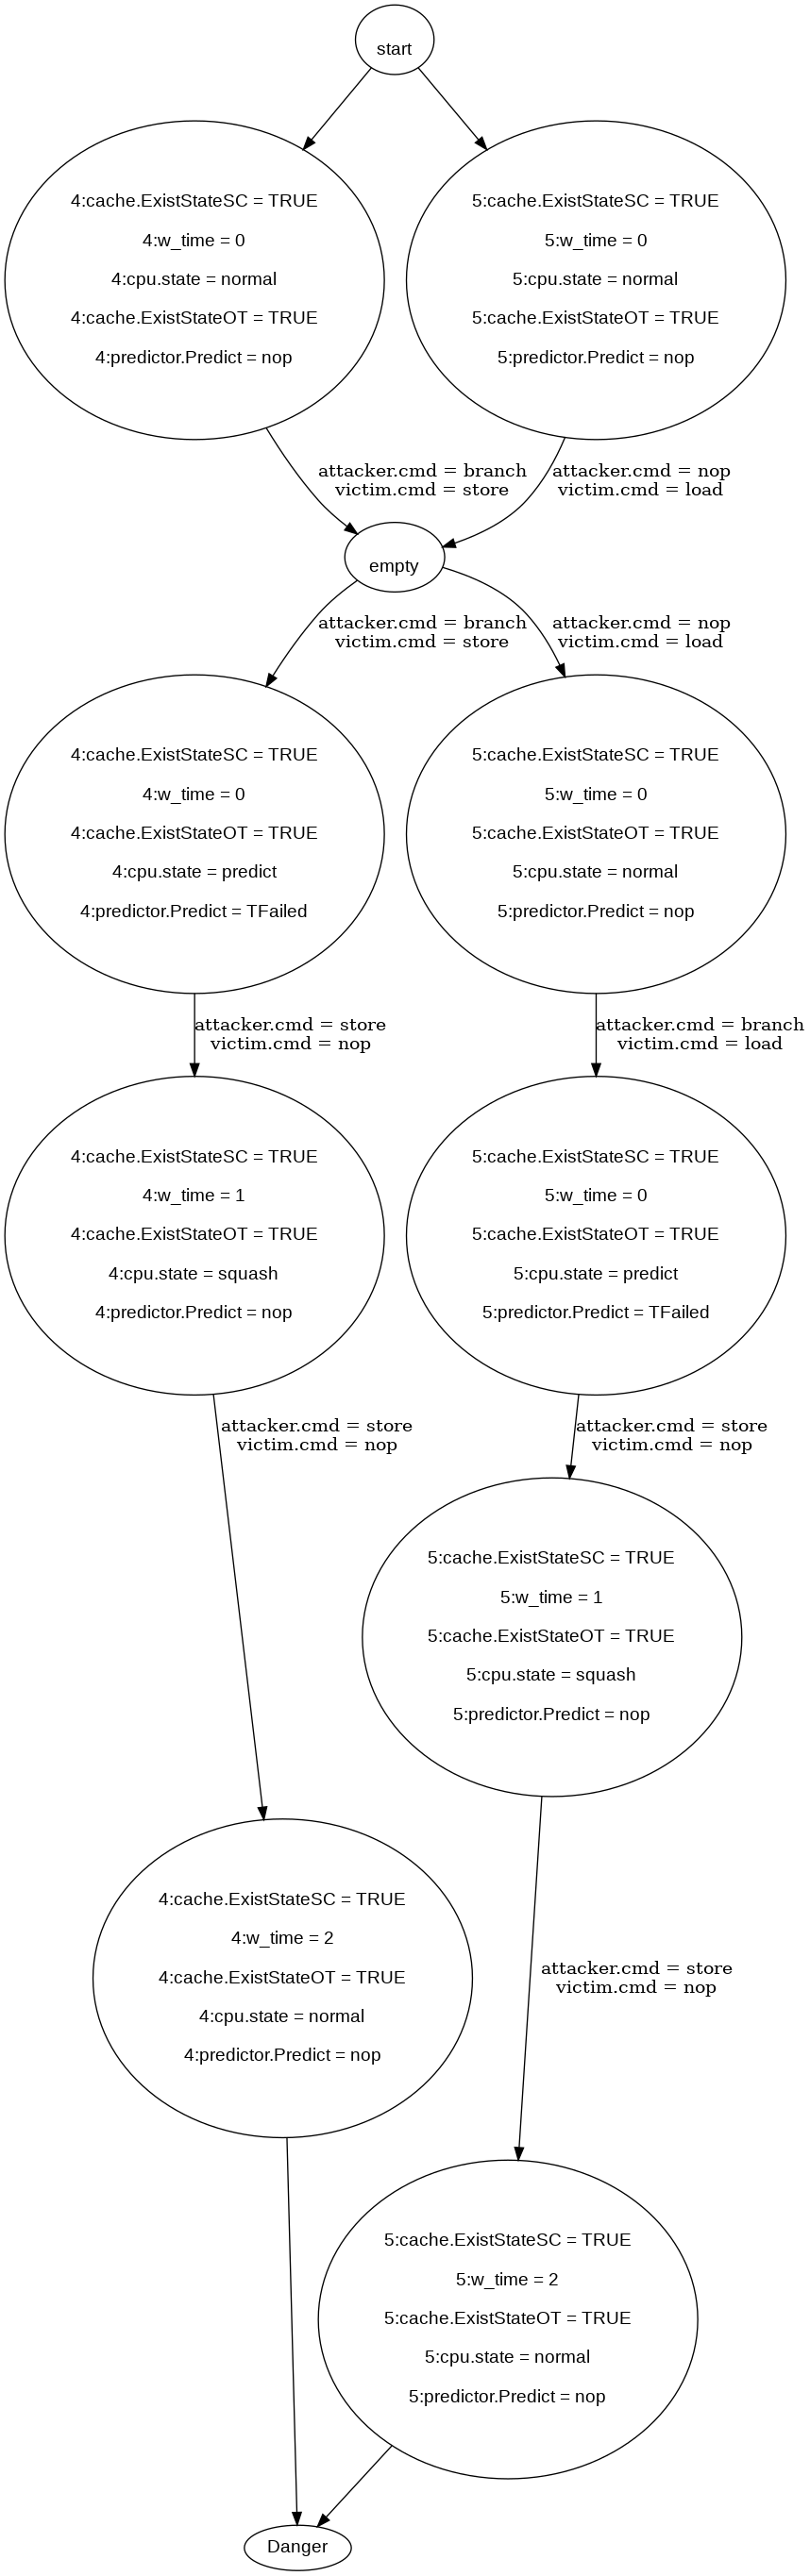 start
4:cache.ExistStateSC = TRUE
4:w_time = 0
4:cpu.state = normal
4:cache.ExistStateOT = TRUE
4:predictor.Predict = nop
5:cache.ExistStateSC = TRUE
5:w_time = 0
5:cpu.state = normal
5:cache.ExistStateOT = TRUE
5:predictor.Predict = nop
attacker.cmd = branch
victim.cmd = store
attacker.cmd = nop
victim.cmd = load
empty
attacker.cmd = branch
victim.cmd = store
attacker.cmd = nop
victim.cmd = load
4:cache.ExistStateSC = TRUE
4:w_time = 0
4:cache.ExistStateOT = TRUE
4:cpu.state = predict
4:predictor.Predict = TFailed
5:cache.ExistStateSC = TRUE
5:w_time = 0
5:cache.ExistStateOT = TRUE
5:cpu.state = normal
5:predictor.Predict = nop
attacker.cmd = store
victim.cmd = nop
attacker.cmd = branch
victim.cmd = load
4:cache.ExistStateSC = TRUE
4:w_time = 1
4:cache.ExistStateOT = TRUE
4:cpu.state = squash
4:predictor.Predict = nop
5:cache.ExistStateSC = TRUE
5:w_time = 0
5:cache.ExistStateOT = TRUE
5:cpu.state = predict
5:predictor.Predict = TFailed
attacker.cmd = store
victim.cmd = nop
attacker.cmd = store
victim.cmd = nop
5:cache.ExistStateSC = TRUE
5:w_time = 1
5:cache.ExistStateOT = TRUE
5:cpu.state = squash
5:predictor.Predict = nop
4:cache.ExistStateSC = TRUE
4:w_time = 2
4:cache.ExistStateOT = TRUE
4:cpu.state = normal
4:predictor.Predict = nop
attacker.cmd = store
victim.cmd = nop
5:cache.ExistStateSC = TRUE
5:w_time = 2
5:cache.ExistStateOT = TRUE
5:cpu.state = normal
5:predictor.Predict = nop
Danger